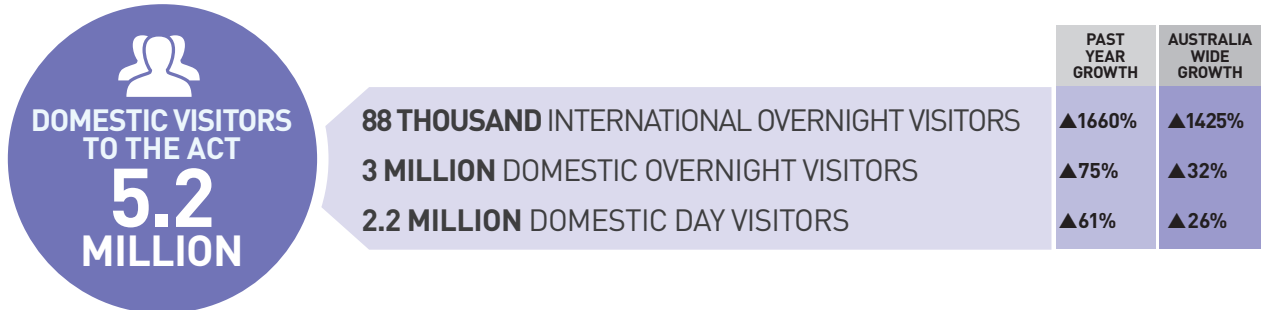 DOMESTIC VISITORS
TO THE ACT
5.2
MILLION
PAST
YEAR
GROWTH
AUSTRALIA
WIDE
GROWTH
88 THOUSAND INTERNATIONAL OVERNIGHT VISITORS ▲1660% ▲1425%
3 MILLION DOMESTIC OVERNIGHT VISITORS ▲75% ▲32%
2.2 MILLION DOMESTIC DAY VISITORS ▲61% ▲26%